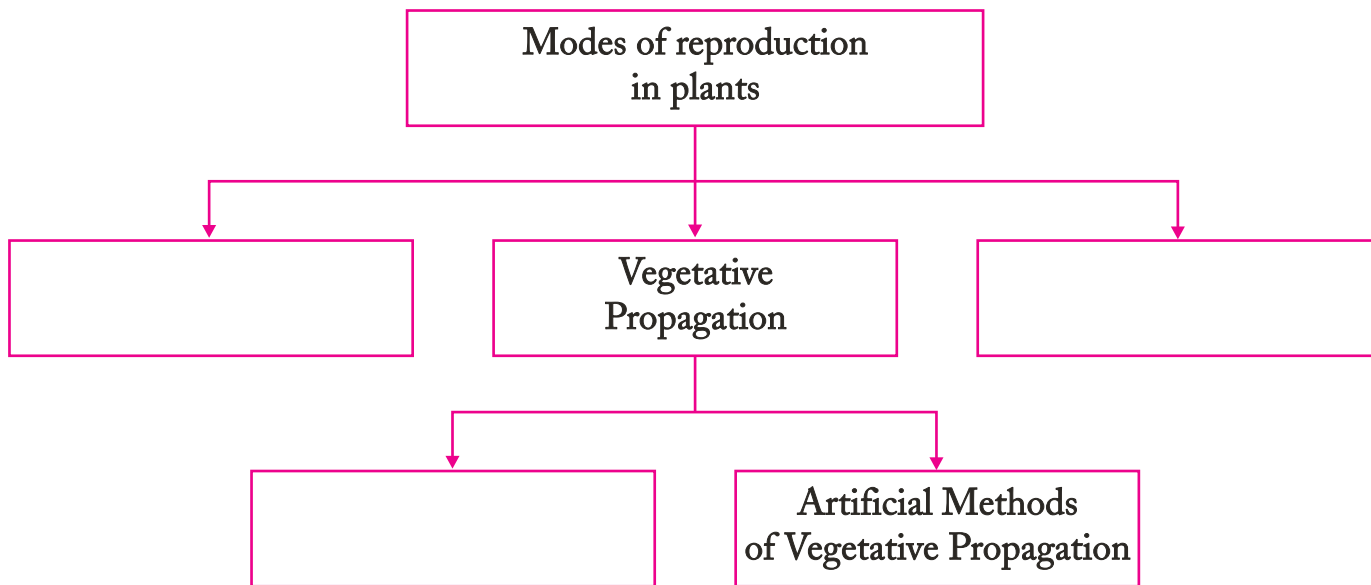 Modes of reproduction
in plants
Vegetative
Propagation
Artificial Methods
of Vegetative Propagation